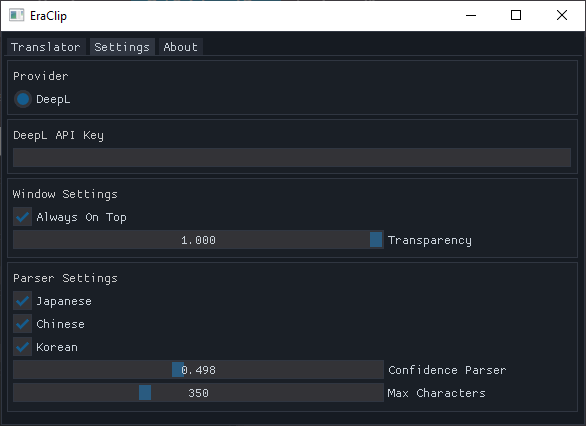 EraClip
Translator Settings About
Provider
DeepL
DeepL API Key
Window Settings
Always On Top
1.000 Transparency
Parser Settings
Japanese
Chinese
Korean
0.498 Confidence Parser
350 Max Characters